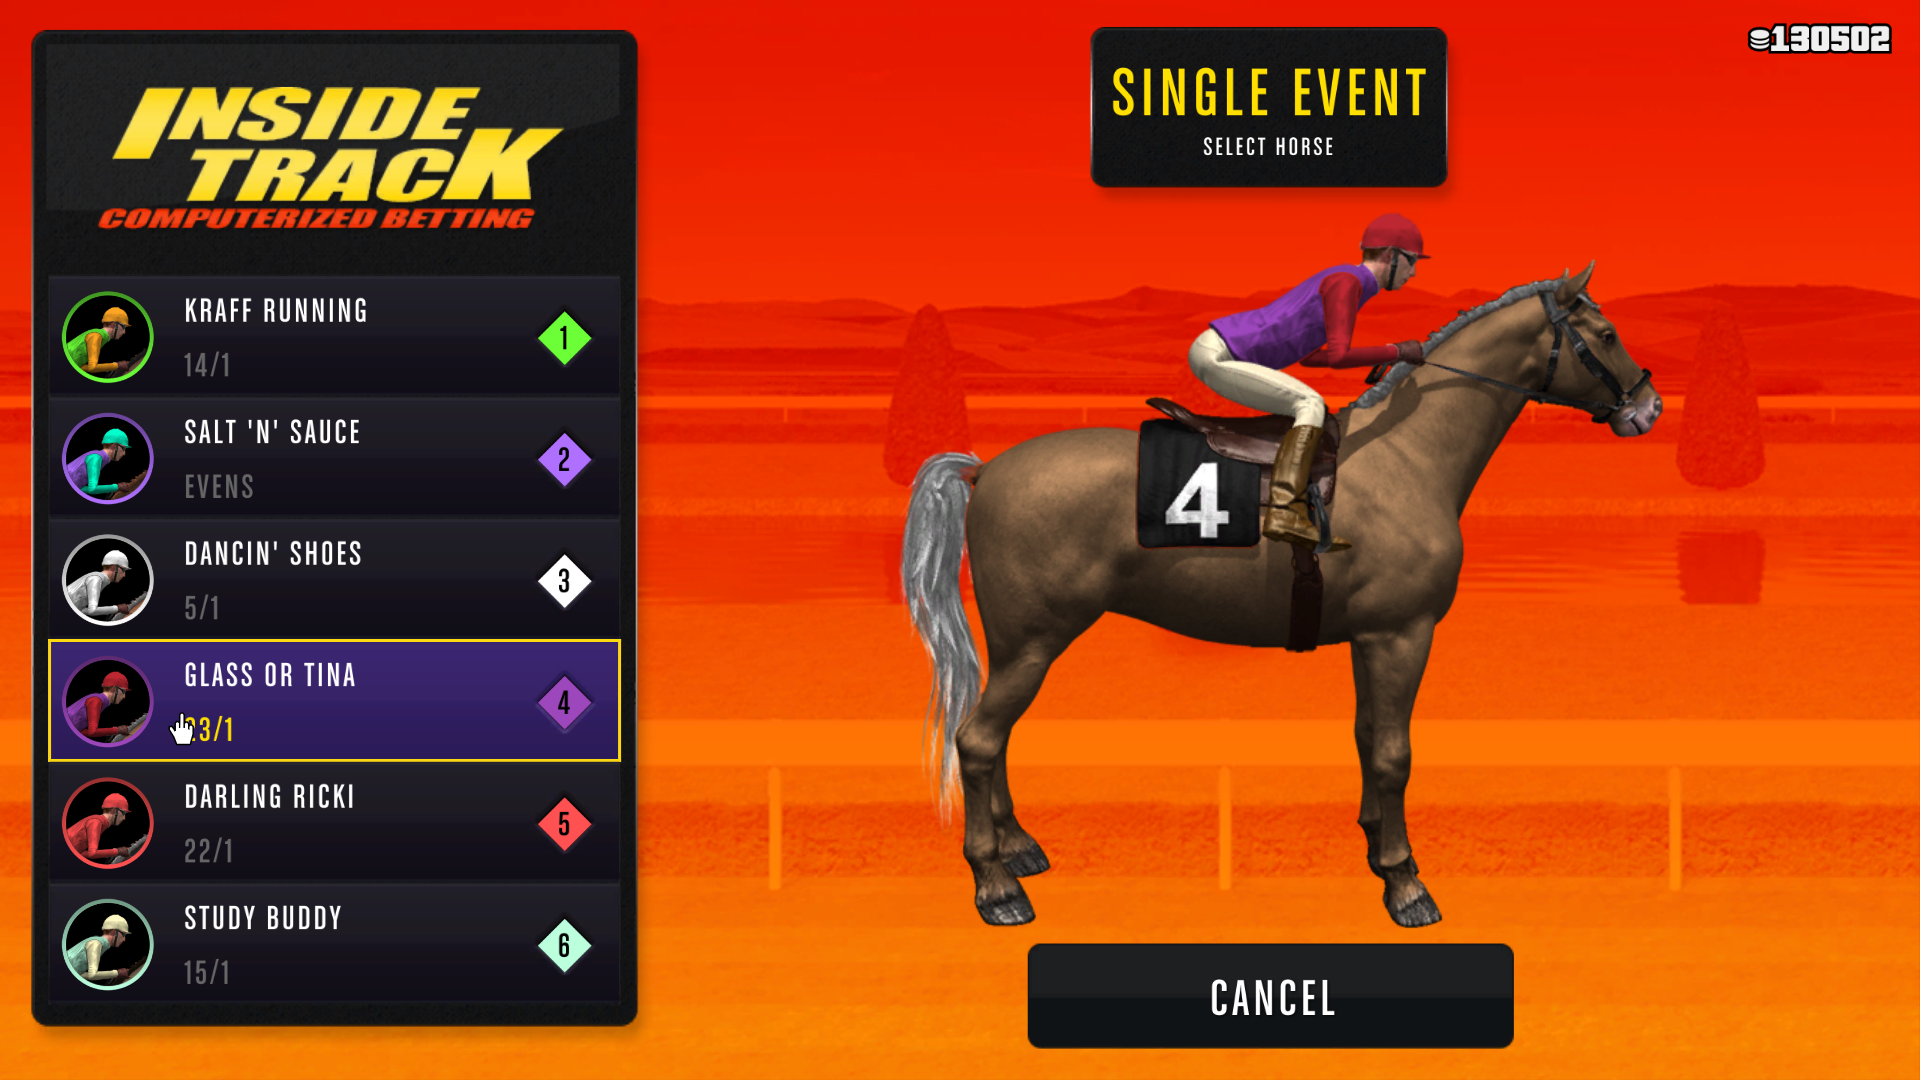 INSIDE
TRACK
COMPUTERIZED BETTING
SINGLE EVENT
SELECT HORSE
130502
KRAFF RUNNING
14/1
1
SALT 'N' SAUCE
EVENS
2
DANCIN' SHOES
5/1
3
GLASS OR TINA
4
DARLING RICKI
22/1
5
STUDY BUDDY
15/1
6
4
CANCEL